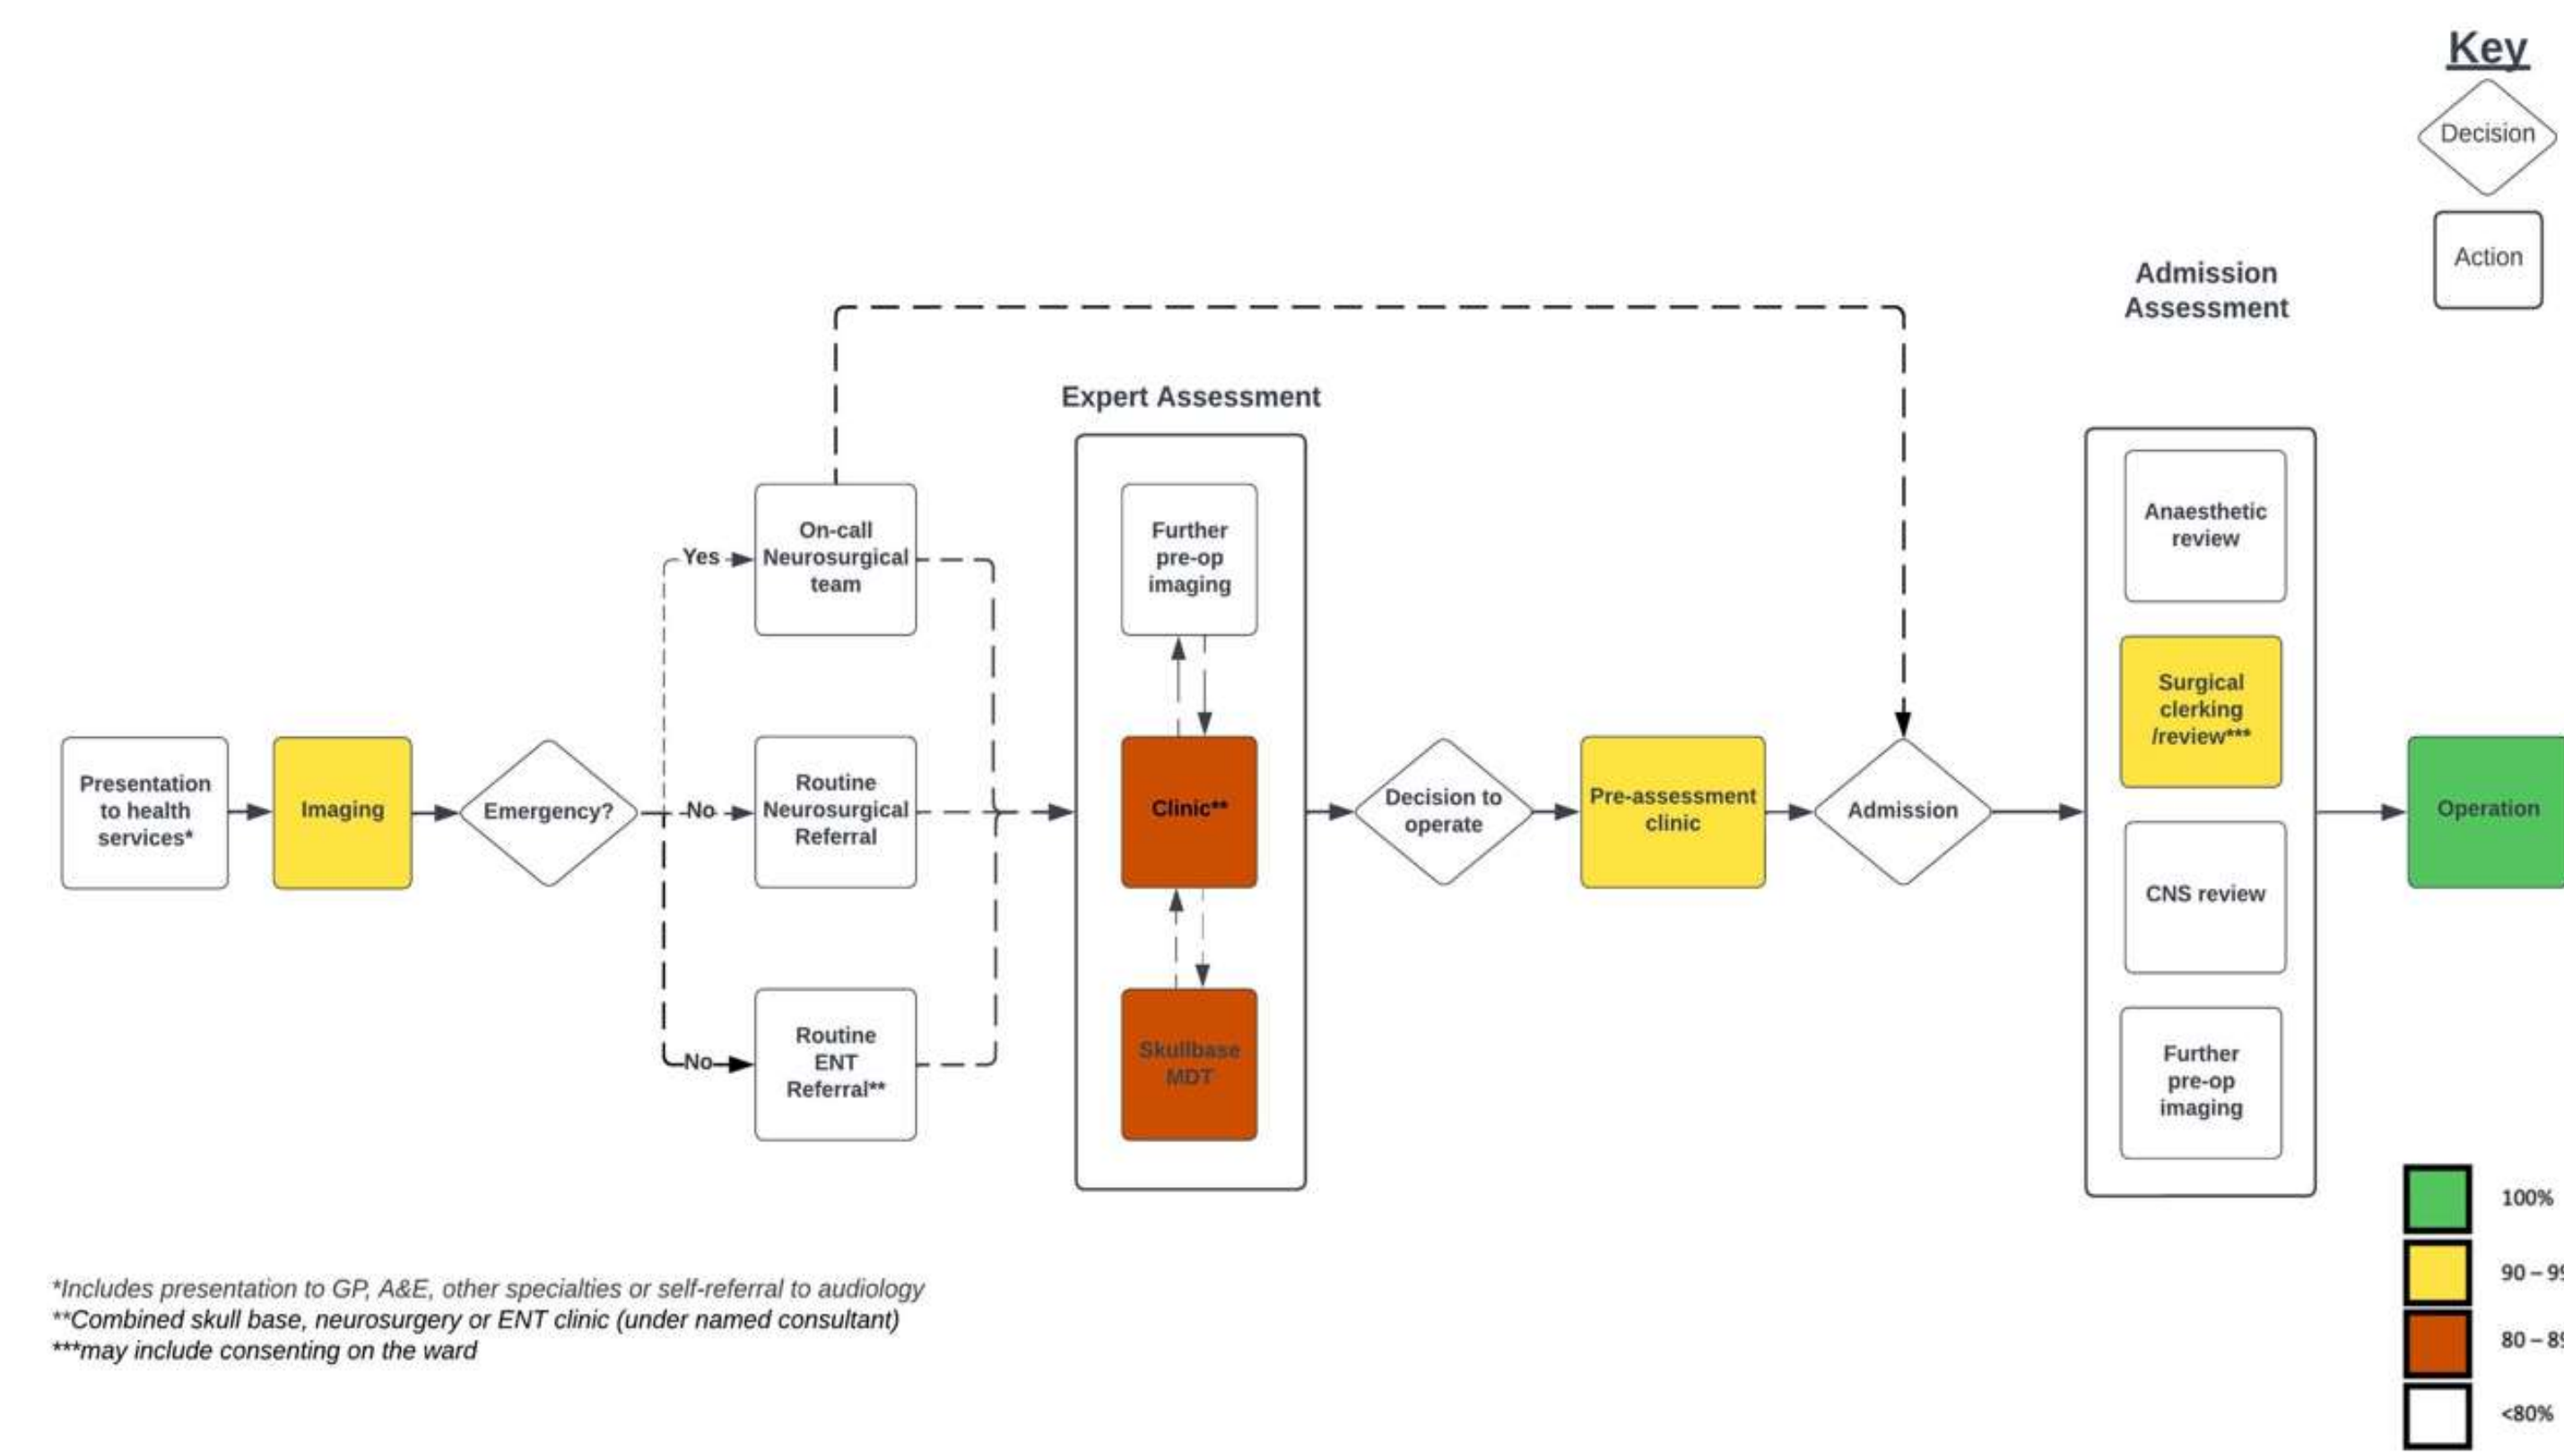 Key
Decision
Action
Admission
Assessment
Expert Assessment
On-call
Neurosurgical
team
Further
pre-op
imaging
Anaesthetic
review
Yes
Surgical
clerking
/review***
Presentation
to health
services*
Imaging
Emergency?
No
Routine
Neurosurgical
Referral
Clinic**
Decision to
operate
Pre-assessment
clinic
Admission
Operation
CNS review
No
Routine
ENT
Referral**
Skullbase
MDT
Further
pre-op
imaging
100%
90 – 99
80 – 89
<80%
*Includes presentation to GP, A&E, other specialties or self-referral to audiology
**Combined skull base, neurosurgery or ENT clinic (under named consultant)
***may include consenting on the ward